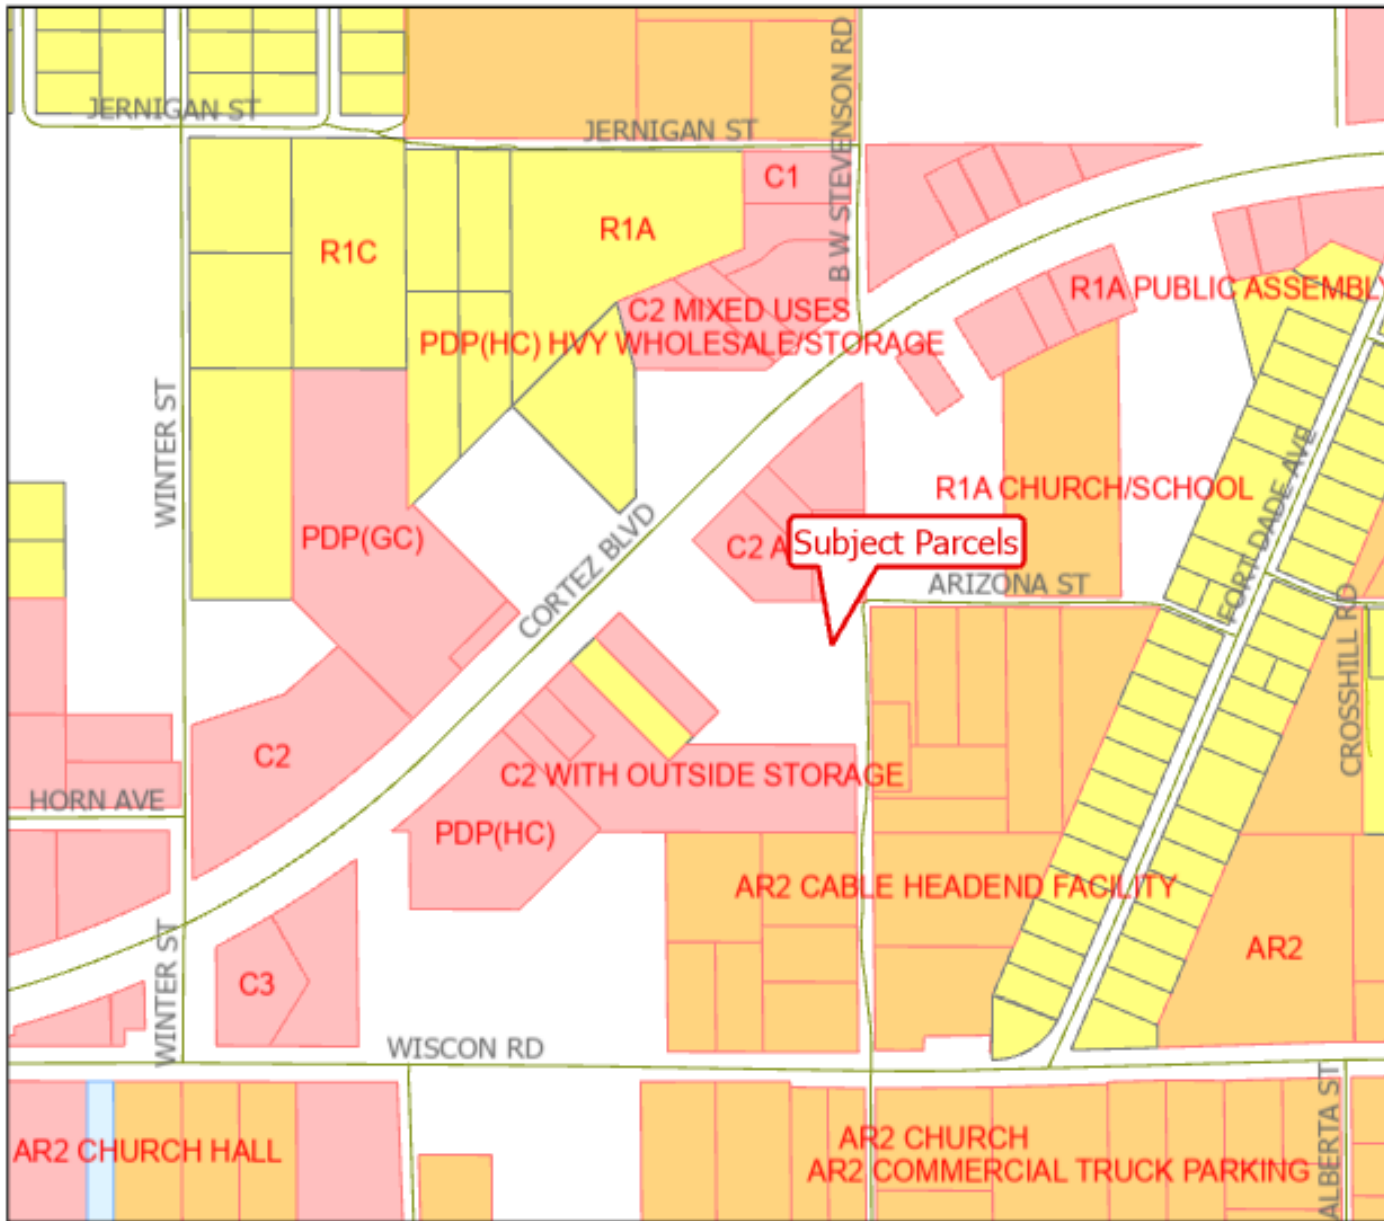 B W STEVENSON RD
JERNIGAN ST
JERNIGAN ST
C1
R1A
R1C
R1A PUBLIC ASSEMBLY
C2 MIXED USES
PDP(HC) HVY WHOLESALE/STORAGE
WINTER ST
FORT DADE AVE
R1A CHURCH/SCHOOL
PDP(GC)
CORTEZ BLVD
C2 A
Subject Parcels
ARIZONA ST
CROSSHILL RD
C2
C2 WITH OUTSIDE STORAGE
HORN AVE
PDP(HC)
AR2 CABLE HEADEND FACILITY
AR2
WINTER ST
C3
WISCON RD
ALBERTA ST
AR2 CHURCH HALL
AR2 CHURCH
AR2 COMMERCIAL TRUCK PARKING